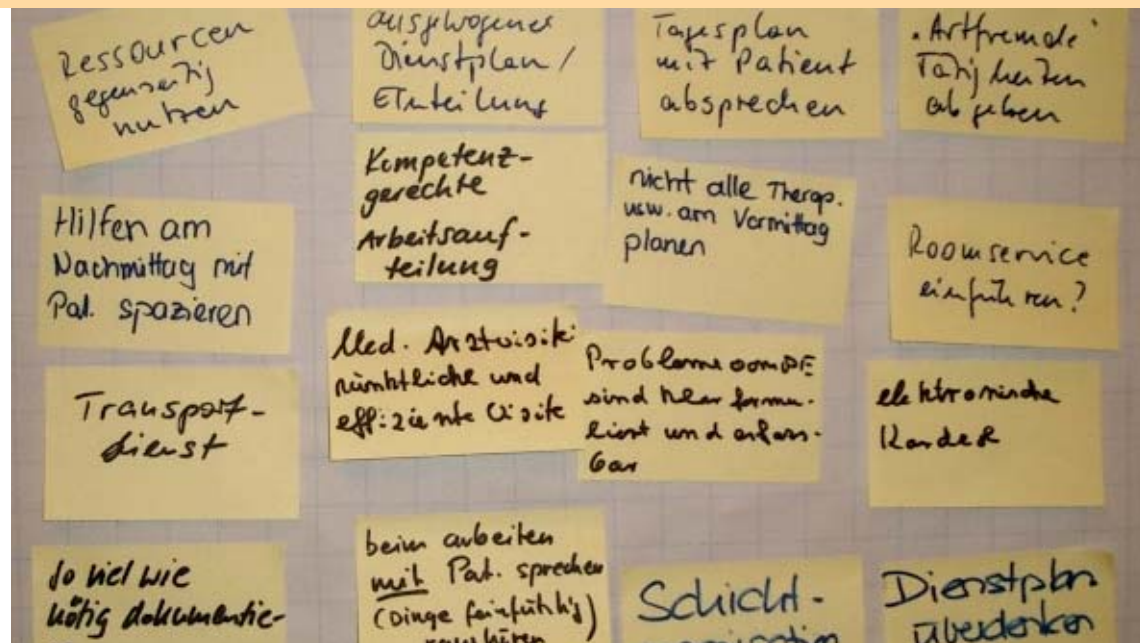 Ressourcen
gegenseitig
nutzen
ausgewogener
Dienstplan /
ETnteilung
Tagesplan
mit Patient
absprechen
"Artfremde"
Tätigkeiten
abgeben
Kompetenz-
gerechte
Arbeitsauf-
teilung
nicht alle Therap.
usw. am Vormittag
planen
Hilfen am
Nachmittag mit
Pat. spazieren
Roomservice
einführen?
Med. Arztvisite
pünktliche und
effiziente Visite
Probleme vom PE
sind klar formu-
liert und erfass-
bar
Transport-
dienst
elektronische
Kardex
So viel wie
nötig dokumentie-
beim arbeiten
mit Pat. sprechen
(Dinge feinfühlig)
Schicht-
Dienstplan
überdenken